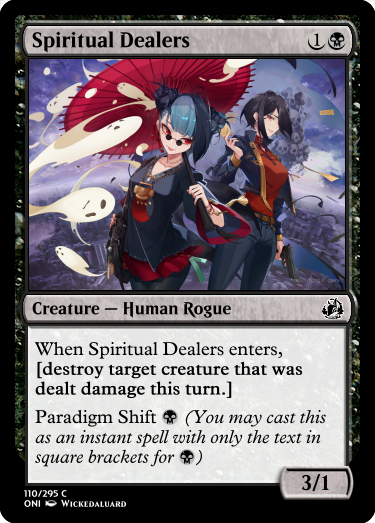 Spiritual Dealers 1
Creature — Human Rogue
When Spiritual Dealers enters,
[destroy target creature that was
dealt damage this turn.]
Paradigm Shift (You may cast this
as an instant spell with only the text in
square brackets for )
3/1
110/295 C
ONI Wickedaluard